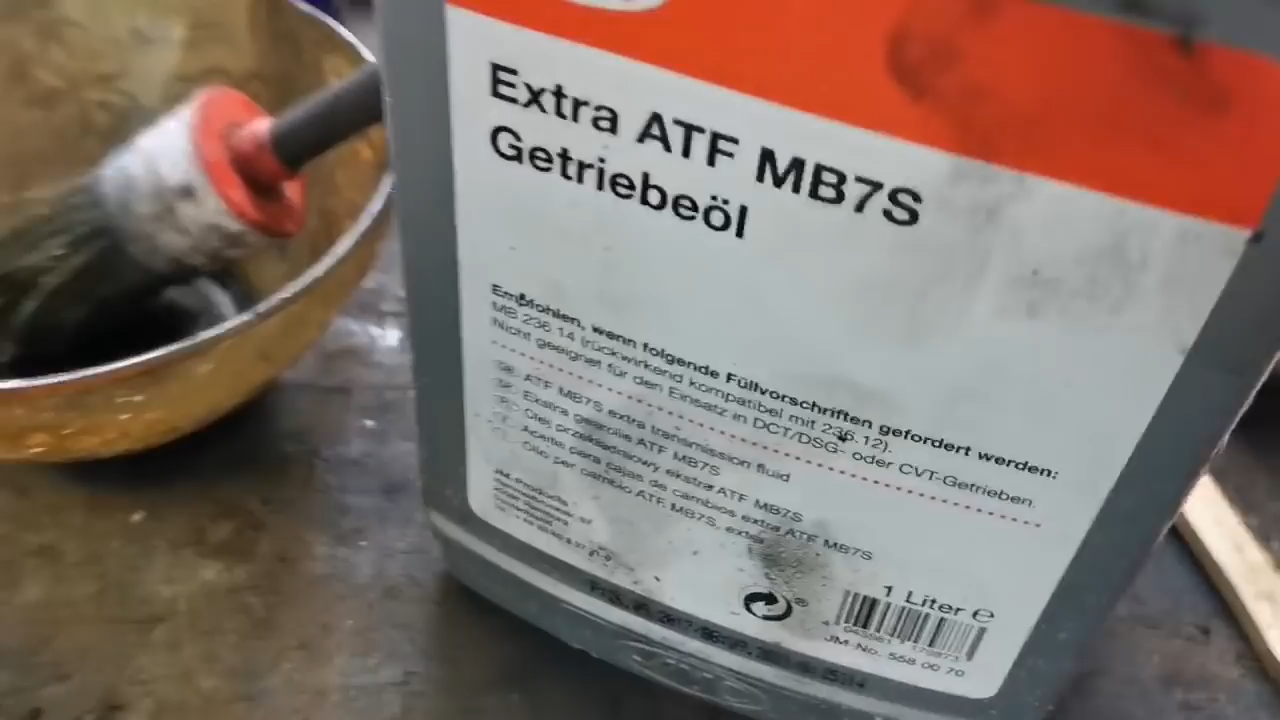 Extra ATF MB7S
Getriebeöl
Empfohlen, wenn folgende Füllvorschriften gefordert werden:
MB 236.14 (rückwirkend kompatibel mit 236.12).
Nicht geeignet für den Einsatz in DCT/DSG- oder CVT-Getrieben.
ATF MB7S extra transmission fluid
Ekstra gearolie ATF MB7S
Olej przekładniowy ekstra ATF MB7S
Aceite para cajas de cambios extra ATF MB7S
Olio per cambio ATF MB7S, extra
1 Liter ℮
JM-No. 558 00 70